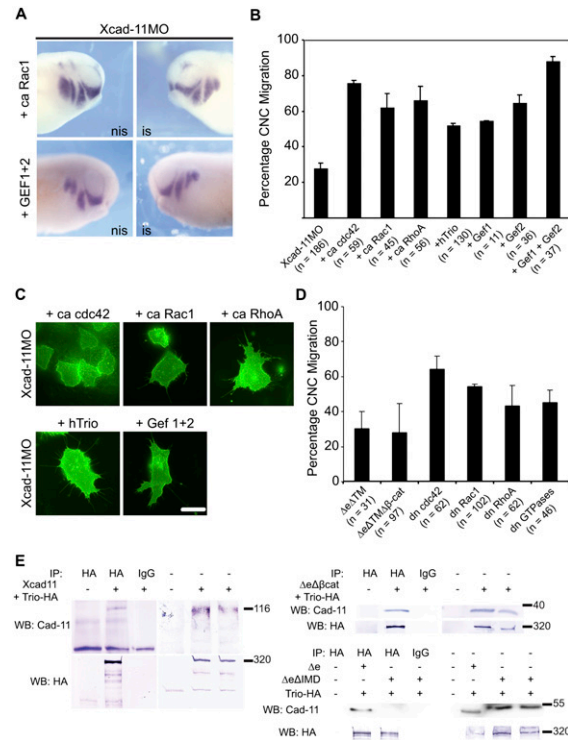 A
Xcad-11MO
+ ca Rac1
nis
is
+ GEF1+2
nis
is
B
Percentage CNC Migration
100
80
60
40
20
Xcad-11MO (n = 186)
+ ca cdc42 (n = 59)
+ ca Rac1 (n = 45)
+ ca RhoA (n = 56)
+hTrio (n = 130)
+ Gef1 (n = 11)
+ Gef2 (n = 36)
+ Gef1 + Gef2 (n = 37)
C
+ ca cdc42
+ ca Rac1
+ ca RhoA
Xcad-11MO
+ hTrio
+ Gef 1+2
Xcad-11MO
D
Percentage CNC Migration
100
80
60
40
20
ΔeΔTM (n = 31)
ΔeΔTMΔβ-cat (n = 97)
dn cdc42 (n = 62)
dn Rac1 (n = 102)
dn RhoA (n = 62)
dn GTPases (n = 46)
E
IP: HA HA IgG - - -
Xcad11 + Trio-HA - + + - + +
WB: Cad-11
116
WB: HA
320
IP: HA HA IgG - - -
ΔeΔβcat + Trio-HA - + + - + +
WB: Cad-11
40
WB: HA
320
IP: HA HA HA IgG - - - -
Δe - + - - - + - -
ΔeΔIMD - - + + - - + +
Trio-HA - + + + - + + +
WB: Cad-11
55
WB: HA
320